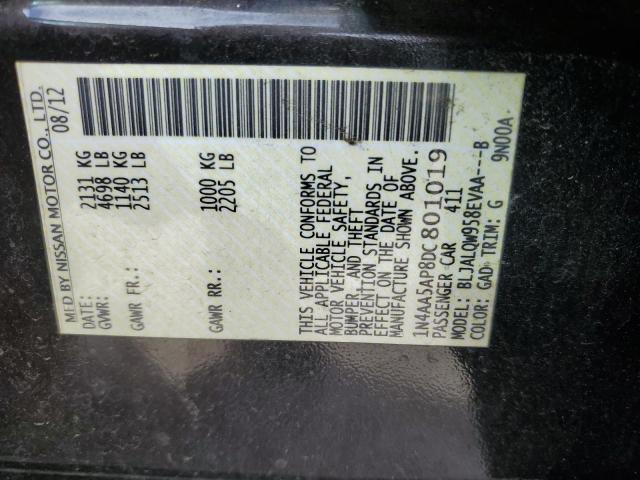 MFD BY NISSAN MOTOR CO., LTD.
DATE: 08/12
GVWR: 2131 KG
4698 LB
GAWR FR.: 1140 KG
2513 LB
GAWR RR.: 1000 KG
2205 LB
THIS VEHICLE CONFORMS TO
ALL APPLICABLE FEDERAL
MOTOR VEHICLE SAFETY,
BUMPER, AND THEFT
PREVENTION STANDARDS IN
EFFECT ON THE DATE OF
MANUFACTURE SHOWN ABOVE.
1N4AA5AP8DC801019
PASSENGER CAR 411
MODEL: BLJALQW958EVAA---B
COLOR: GAD TRIM: G 9N00A